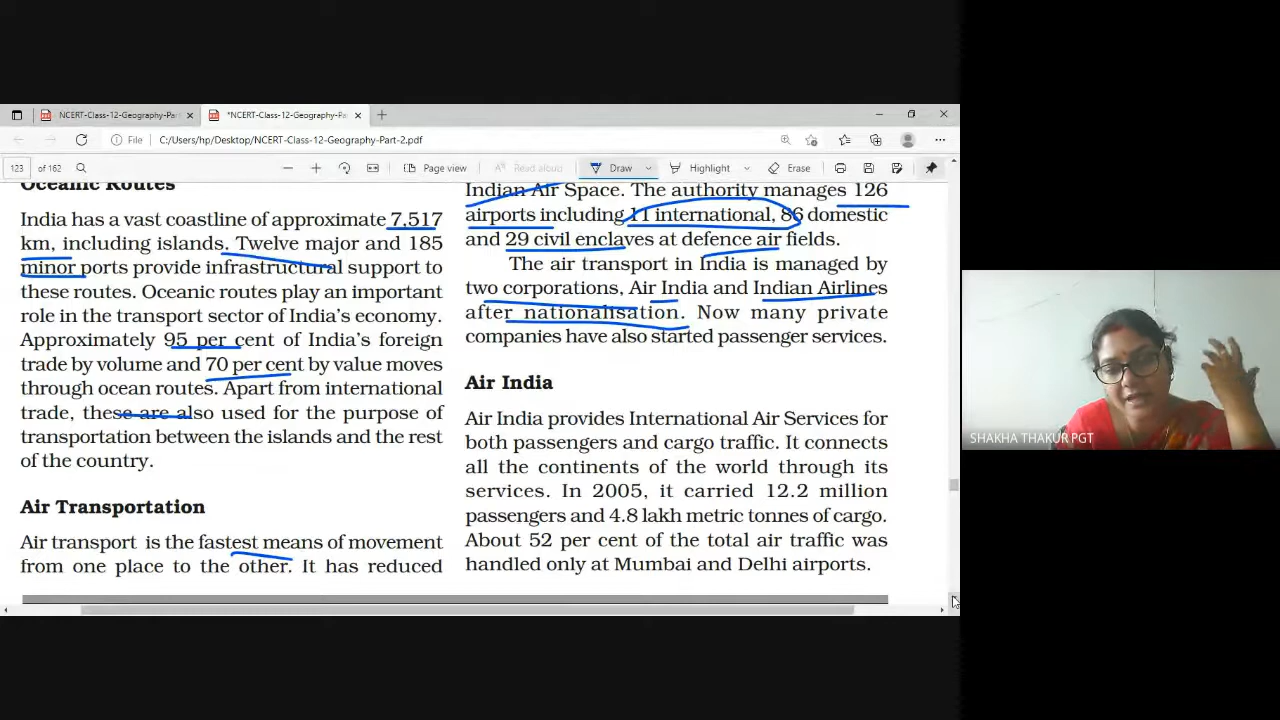 NCERT-Class-12-Geography-Par
*NCERT-Class-12-Geography-Pa
File
C:/Users/hp/Desktop/NCERT-Class-12-Geography-Part-2.pdf
123 of 162
Page view
Read aloud
Draw
Highlight
Erase
Oceanic Routes
India has a vast coastline of approximate 7,517
km, including islands. Twelve major and 185
minor ports provide infrastructural support to
these routes. Oceanic routes play an important
role in the transport sector of India's economy.
Approximately 95 per cent of India's foreign
trade by volume and 70 per cent by value moves
through ocean routes. Apart from international
trade, these are also used for the purpose of
transportation between the islands and the rest
of the country.
Air Transportation
Air transport is the fastest means of movement
from one place to the other. It has reduced
Indian Air Space. The authority manages 126
airports including 11 international, 86 domestic
and 29 civil enclaves at defence air fields.
The air transport in India is managed by
two corporations, Air India and Indian Airlines
after nationalisation. Now many private
companies have also started passenger services.
Air India
Air India provides International Air Services for
both passengers and cargo traffic. It connects
all the continents of the world through its
services. In 2005, it carried 12.2 million
passengers and 4.8 lakh metric tonnes of cargo.
About 52 per cent of the total air traffic was
handled only at Mumbai and Delhi airports.
SHAKHA THAKUR PGT